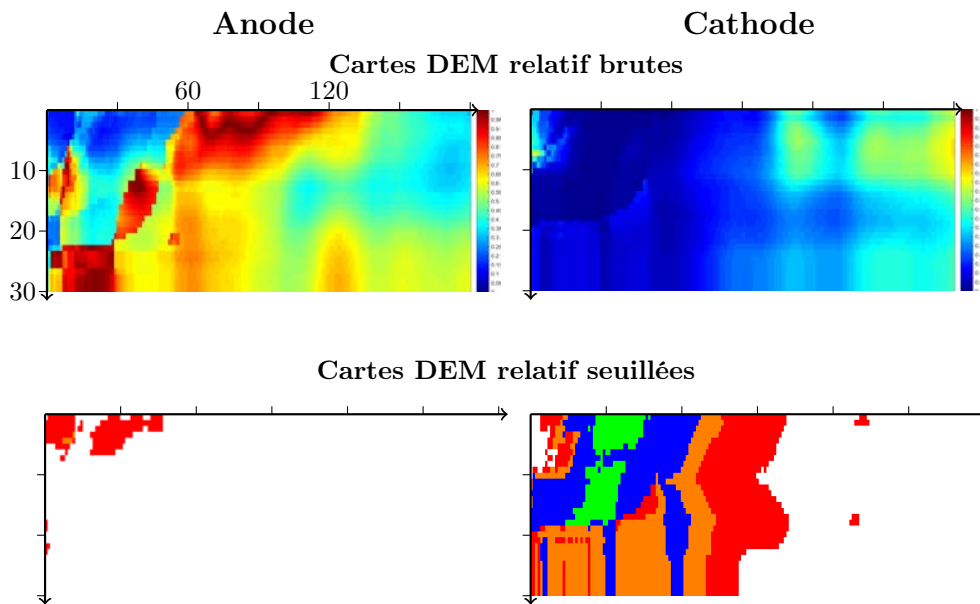 Anode
Cathode
Cartes DEM relatif brutes
60
120
10
20
30
Cartes DEM relatif seuillées